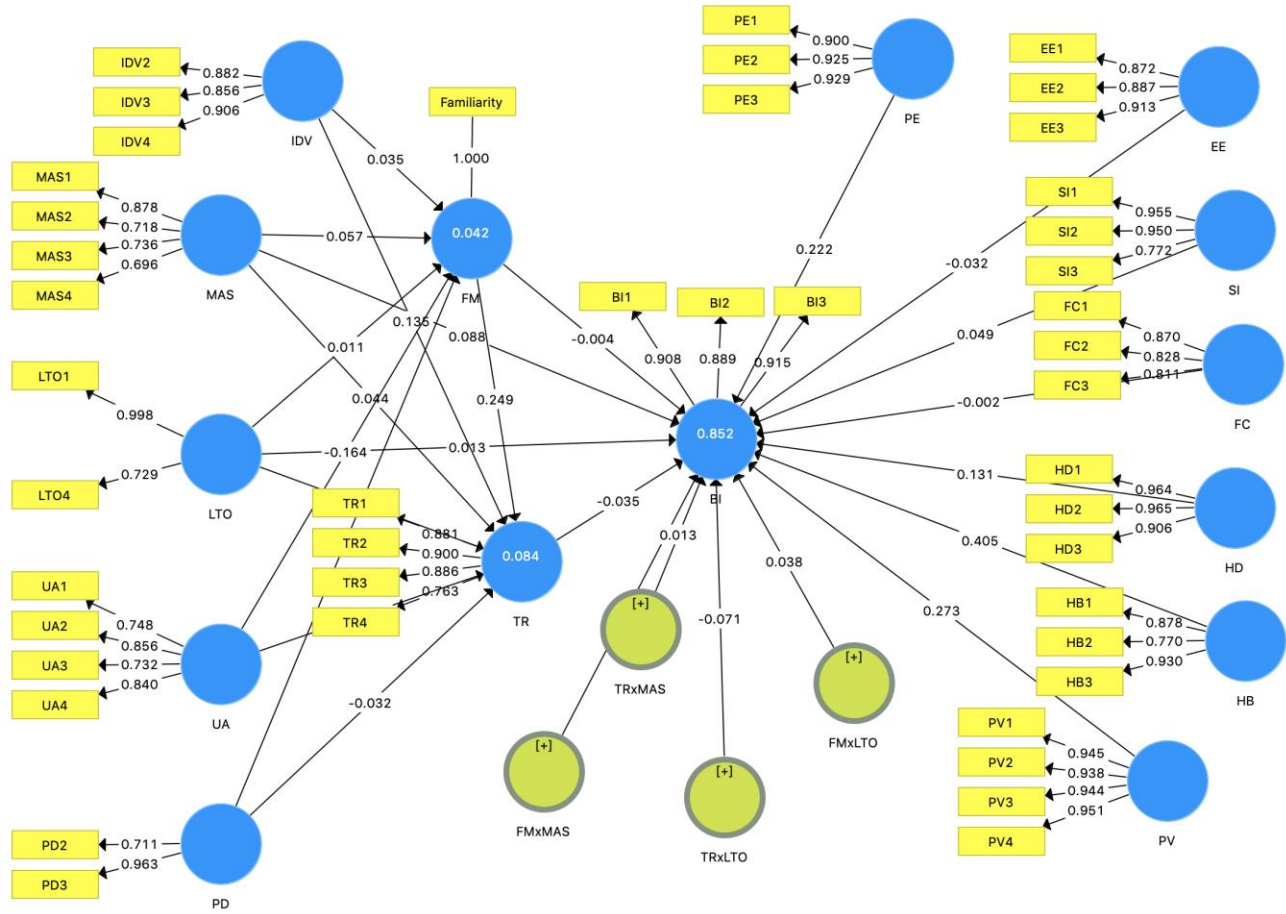 IDV2
IDV3
IDV4
0.882
0.856
0.906
IDV
Familiarity
1.000
0.035
MAS1
MAS2
MAS3
MAS4
0.878
0.718
0.736
0.696
MAS
0.057
0.042
FM
0.135
0.088
0.011
0.044
-0.004
0.249
LTO1
LTO4
0.998
0.729
LTO
-0.164
0.013
TR1
TR2
TR3
TR4
0.881
0.900
0.886
0.763
0.084
TR
-0.035
UA1
UA2
UA3
UA4
0.748
0.856
0.732
0.840
UA
-0.032
PD2
PD3
0.711
0.963
PD
BI1
BI2
BI3
0.908
0.889
0.915
0.852
BI
0.013
-0.071
0.038
[+]
TRxMAS
[+]
FMxMAS
[+]
TRxLTO
[+]
FMxLTO
PE1
PE2
PE3
0.900
0.925
0.929
PE
0.222
EE1
EE2
EE3
0.872
0.887
0.913
EE
-0.032
SI1
SI2
SI3
0.955
0.950
0.772
SI
0.049
FC1
FC2
FC3
0.870
0.828
0.811
FC
-0.002
HD1
HD2
HD3
0.964
0.965
0.906
HD
0.131
HB1
HB2
HB3
0.878
0.770
0.930
HB
0.405
PV1
PV2
PV3
PV4
0.945
0.938
0.944
0.951
PV
0.273